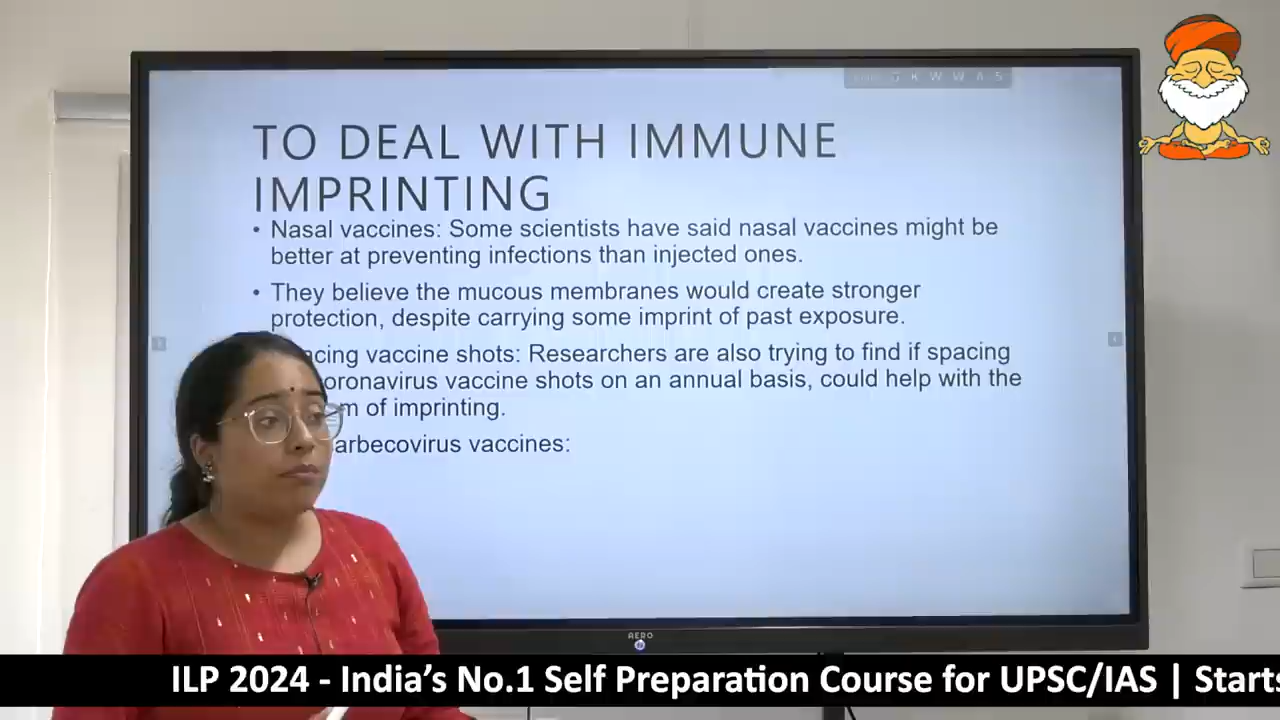 G K W W A S
TO DEAL WITH IMMUNE
IMPRINTING
• Nasal vaccines: Some scientists have said nasal vaccines might be
better at preventing infections than injected ones.
• They believe the mucous membranes would create stronger
protection, despite carrying some imprint of past exposure.
acing vaccine shots: Researchers are also trying to find if spacing
oronavirus vaccine shots on an annual basis, could help with the
m of imprinting.
arbecovirus vaccines:
AERO
ILP 2024 - India’s No.1 Self Preparation Course for UPSC/IAS | Starts